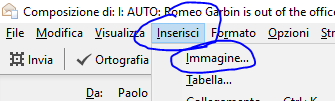 Composizione di: I: AUTO: Romeo Garbin is out of the office
File Modifica Visualizza Inserisci Formato Opzioni St
Invia Ortografia Immagine...
Tabella...
Da: Paolo